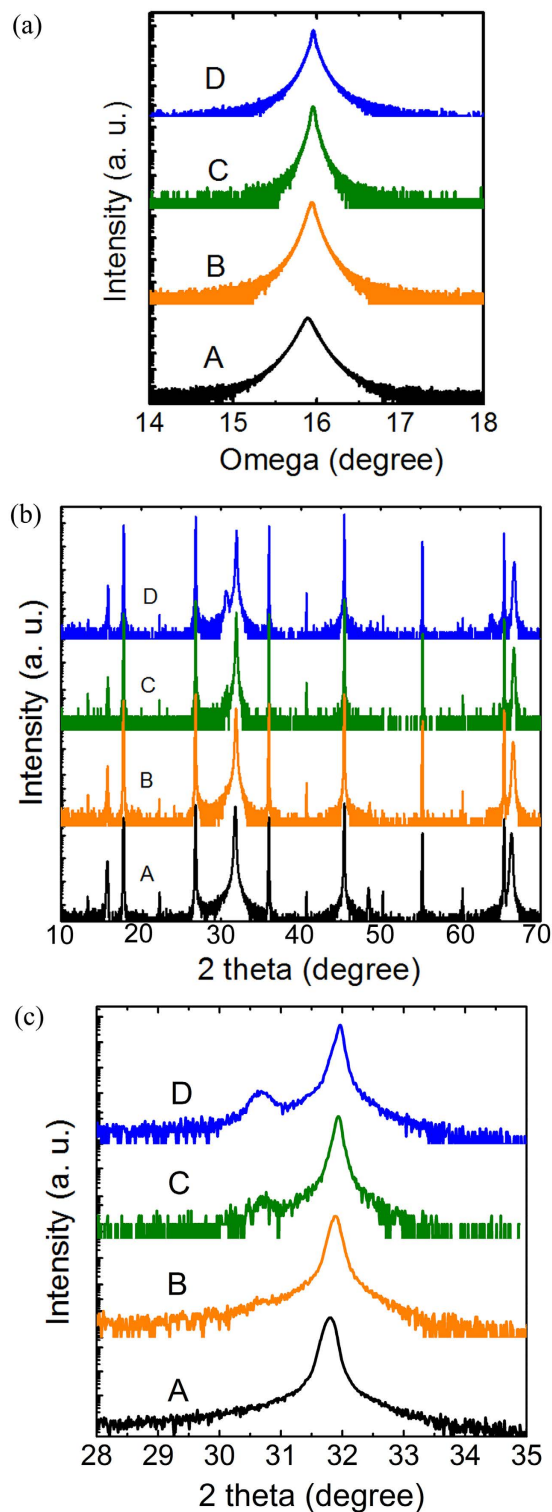 (a)
Intensity (a. u.)
D
C
B
A
14 15 16 17 18
Omega (degree)
(b)
Intensity (a. u.)
D
C
B
A
10 20 30 40 50 60 70
2 theta (degree)
(c)
Intensity (a. u.)
D
C
B
A
28 29 30 31 32 33 34 35
2 theta (degree)